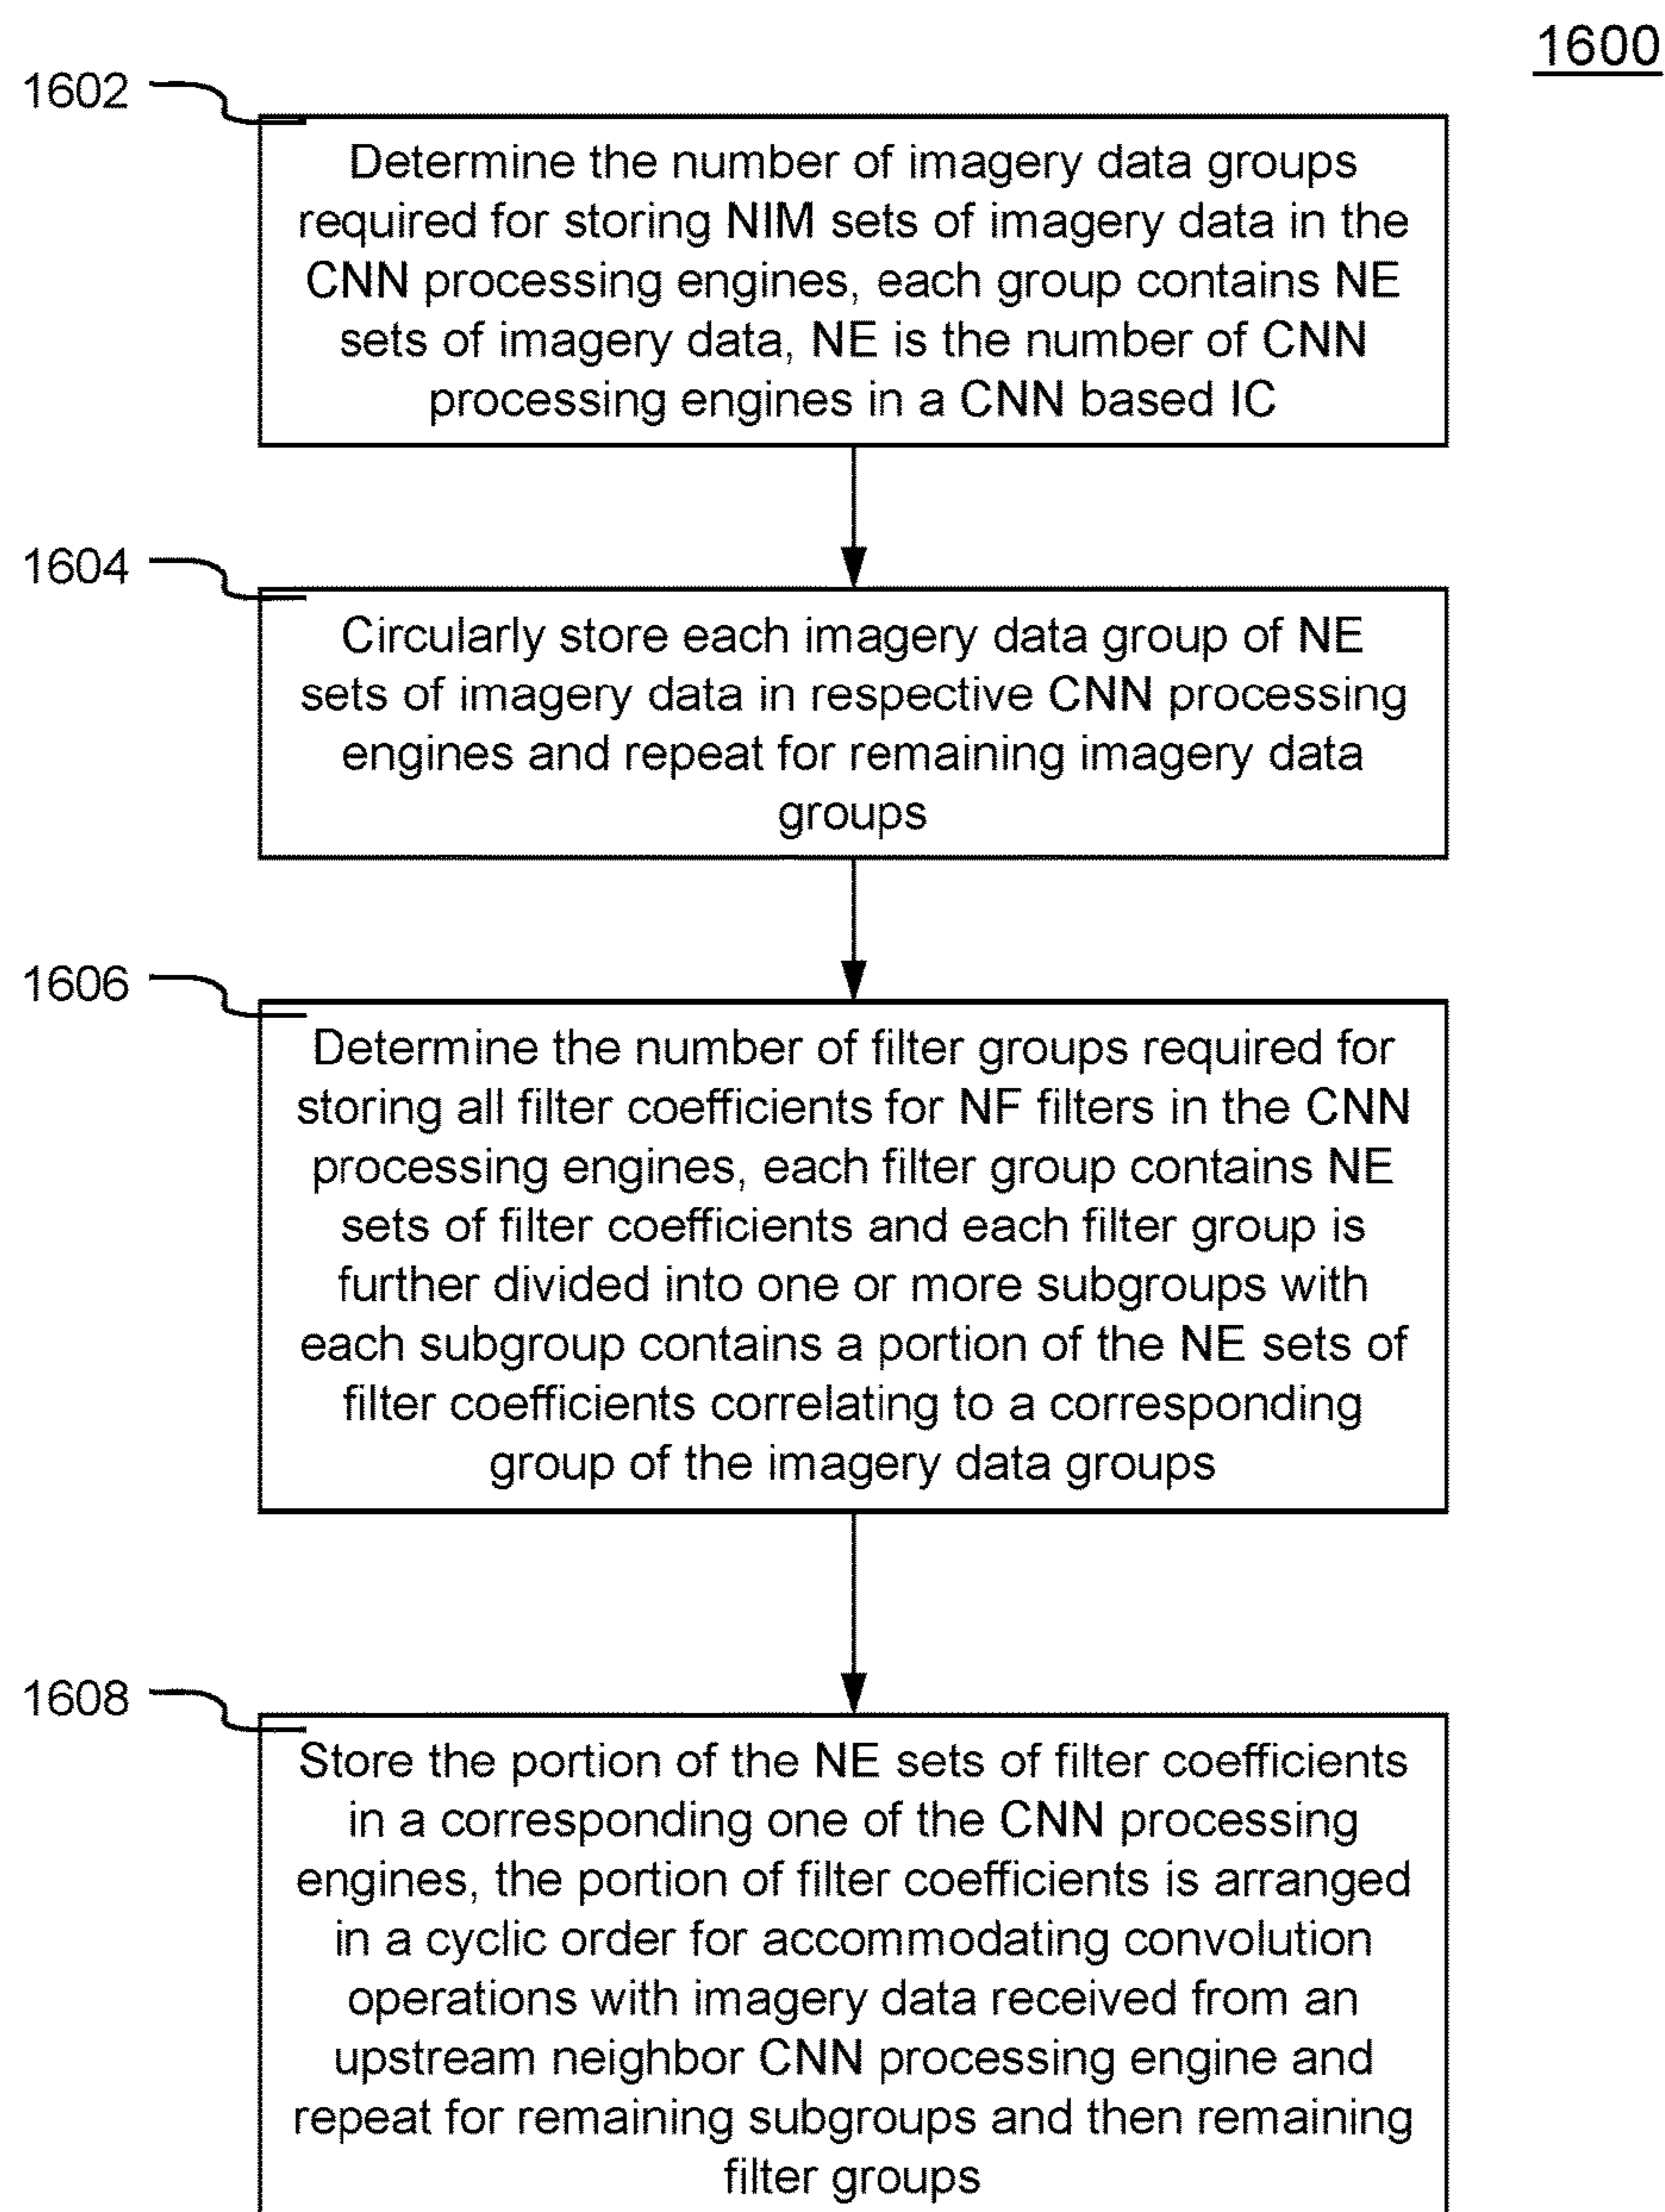 1600
1602
Determine the number of imagery data groups
required for storing NIM sets of imagery data in the
CNN processing engines, each group contains NE
sets of imagery data, NE is the number of CNN
processing engines in a CNN based IC
1604
Circularly store each imagery data group of NE
sets of imagery data in respective CNN processing
engines and repeat for remaining imagery data
groups
1606
Determine the number of filter groups required for
storing all filter coefficients for NF filters in the CNN
processing engines, each filter group contains NE
sets of filter coefficients and each filter group is
further divided into one or more subgroups with
each subgroup contains a portion of the NE sets of
filter coefficients correlating to a corresponding
group of the imagery data groups
1608
Store the portion of the NE sets of filter coefficients
in a corresponding one of the CNN processing
engines, the portion of filter coefficients is arranged
in a cyclic order for accommodating convolution
operations with imagery data received from an
upstream neighbor CNN processing engine and
repeat for remaining subgroups and then remaining
filter groups